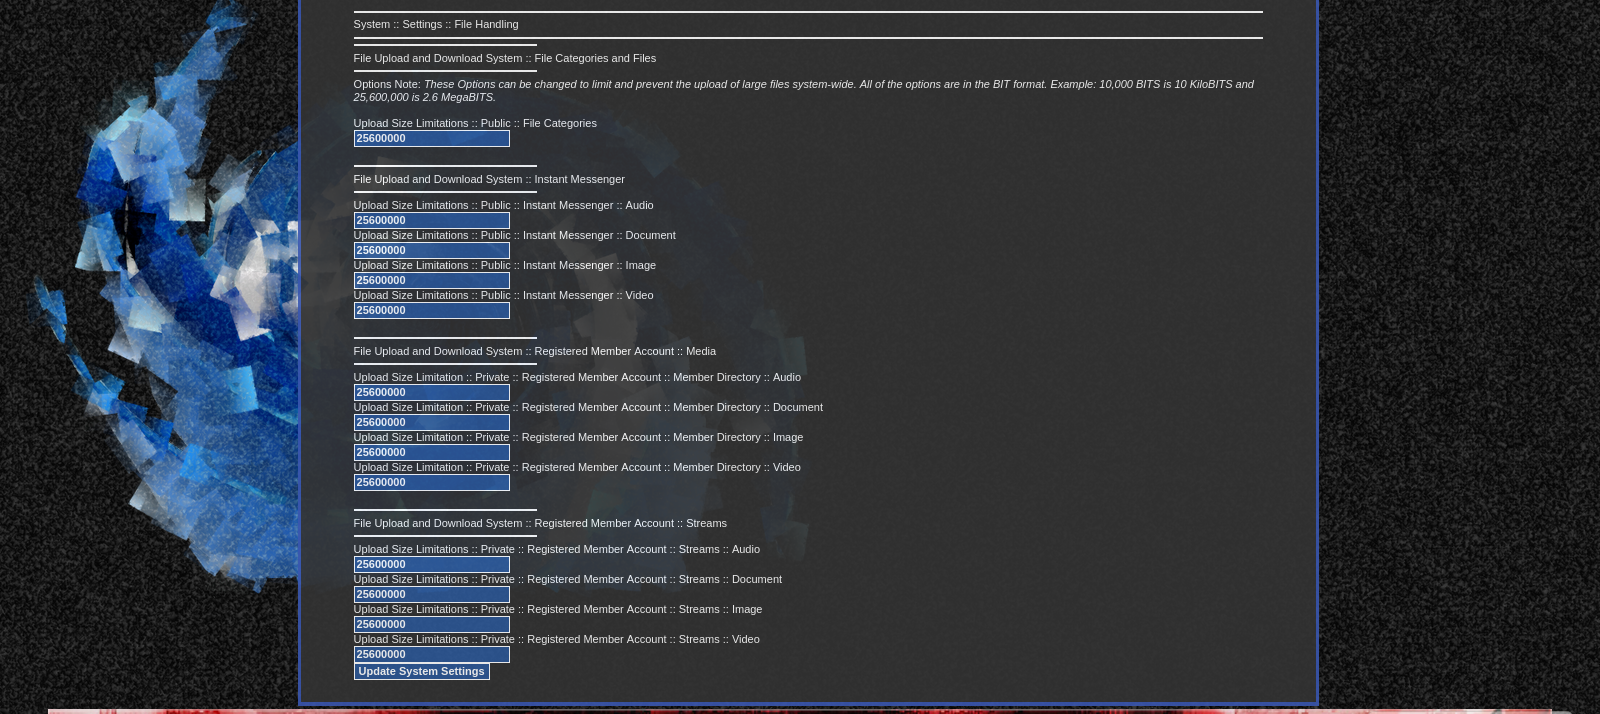 System :: Settings :: File Handling
File Upload and Download System :: File Categories and Files
Options Note: These Options can be changed to limit and prevent the upload of large files system-wide. All of the options are in the BIT format. Example: 10,000 BITS is 10 KiloBITS and
25,600,000 is 2.6 MegaBITS.
Upload Size Limitations :: Public :: File Categories
25600000
File Upload and Download System :: Instant Messenger
Upload Size Limitations :: Public :: Instant Messenger :: Audio
25600000
Upload Size Limitations :: Public :: Instant Messenger :: Document
25600000
Upload Size Limitations :: Public :: Instant Messenger :: Image
25600000
Upload Size Limitations :: Public :: Instant Messenger :: Video
25600000
File Upload and Download System :: Registered Member Account :: Media
Upload Size Limitation :: Private :: Registered Member Account :: Member Directory :: Audio
25600000
Upload Size Limitation :: Private :: Registered Member Account :: Member Directory :: Document
25600000
Upload Size Limitation :: Private :: Registered Member Account :: Member Directory :: Image
25600000
Upload Size Limitation :: Private :: Registered Member Account :: Member Directory :: Video
25600000
File Upload and Download System :: Registered Member Account :: Streams
Upload Size Limitations :: Private :: Registered Member Account :: Streams :: Audio
25600000
Upload Size Limitations :: Private :: Registered Member Account :: Streams :: Document
25600000
Upload Size Limitations :: Private :: Registered Member Account :: Streams :: Image
25600000
Upload Size Limitations :: Private :: Registered Member Account :: Streams :: Video
25600000
Update System Settings